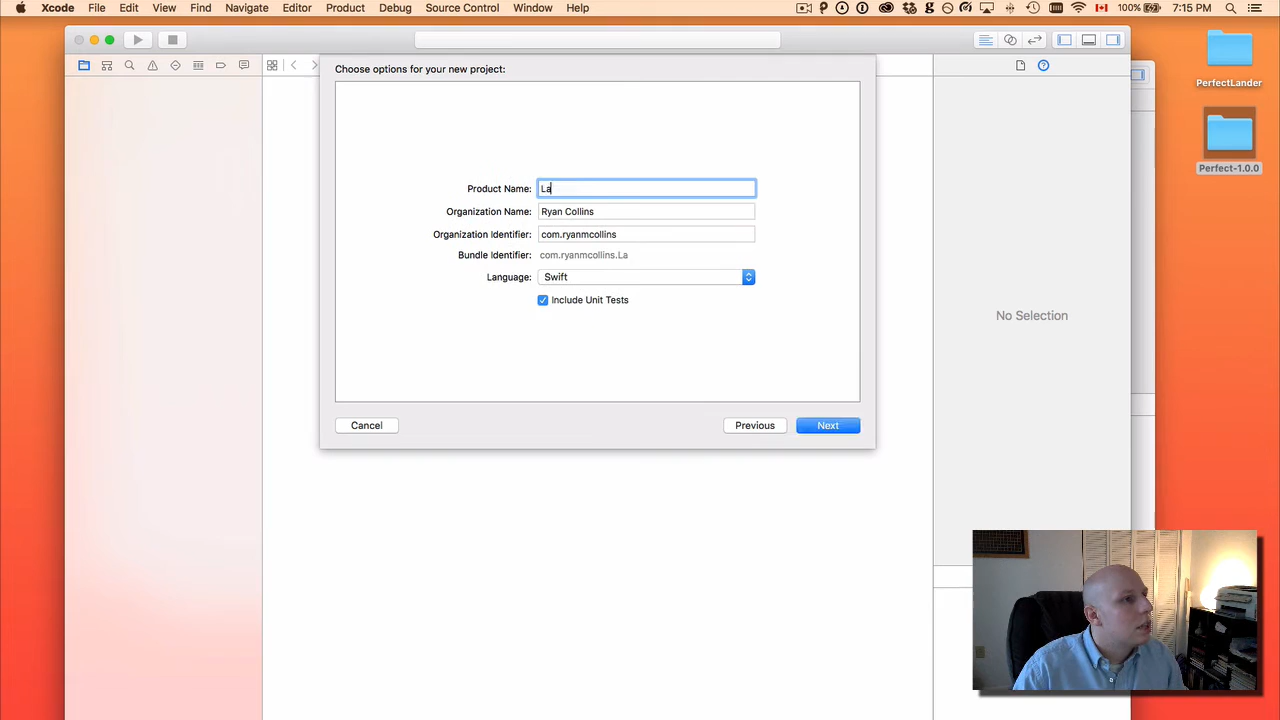 Xcode File Edit View Find Navigate Editor Product Debug Source Control Window Help 100% 7:15 PM
Choose options for your new project:
PerfectLander
Perfect-1.0.0
Product Name: La
Organization Name: Ryan Collins
Organization Identifier: com.ryanmcollins
Bundle Identifier: com.ryanmcollins.La
Language: Swift
Include Unit Tests
No Selection
Cancel Previous Next